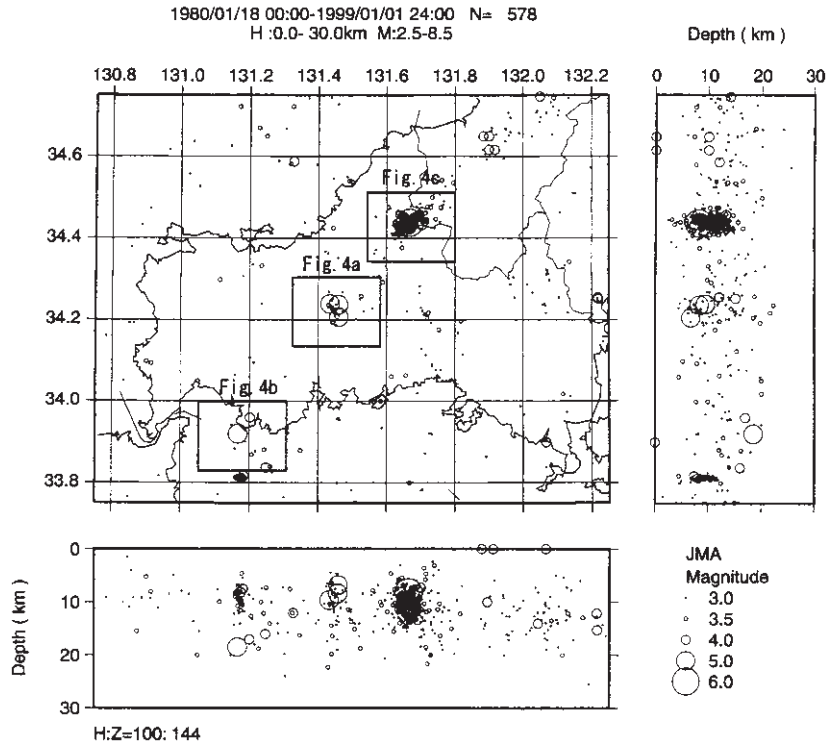 1980/01/18 00:00-1999/01/01 24:00 N= 578
H :0.0- 30.0km M:2.5-8.5
Depth ( km )
130.8 131.0 131.2 131.4 131.6 131.8 132.0 132.2
0 10 20 30
34.6
34.4
34.2
34.0
33.8
Fig. 4c
Fig. 4a
Fig. 4b
Depth ( km )
0
10
20
30
JMA
Magnitude
3.0
3.5
4.0
5.0
6.0
H:Z=100: 144